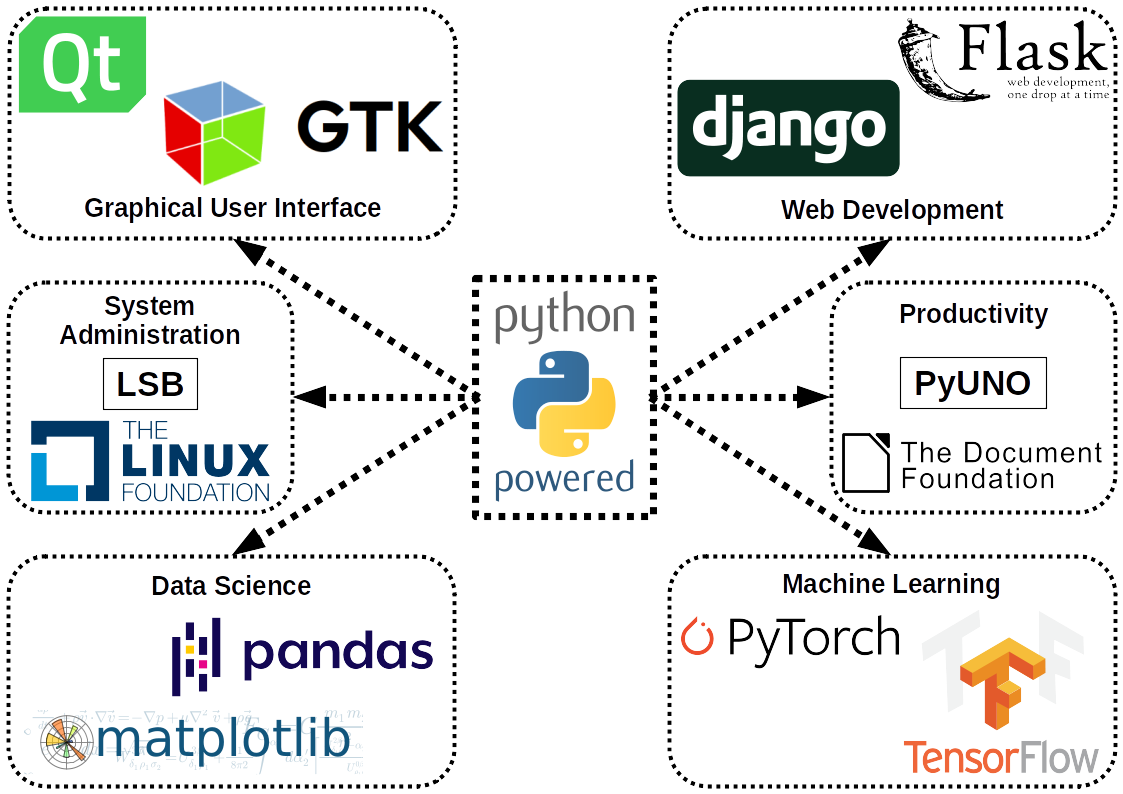 Qt
GTK
Graphical User Interface
Flask
web development,
one drop at a time
django
Web Development
System
Administration
LSB
THE
LINUX
FOUNDATION
python
powered
Productivity
PyUNO
The Document
Foundation
Data Science
pandas
matplotlib
Machine Learning
PyTorch
TF
TensorFlow